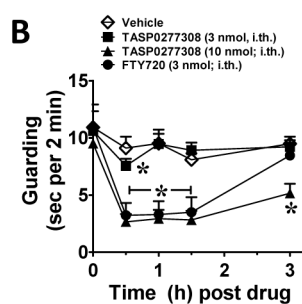 B
Vehicle
TASP0277308 (3 nmol, i.th.)
TASP0277308 (10 nmol; i.th.)
FTY720 (3 nmol; i.th.)
Guarding
(sec per 2 min)
15
10
5
0
*
*
*
0 1 2 3
Time (h) post drug